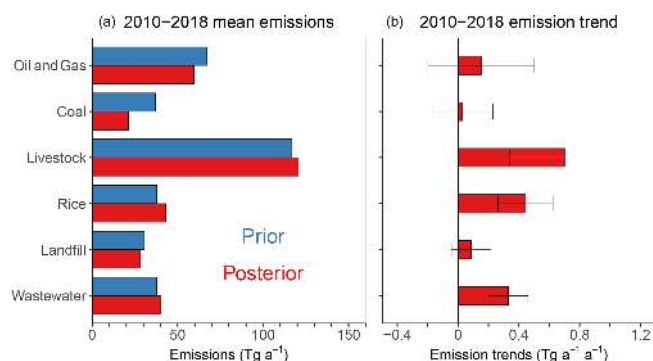 (a) 2010−2018 mean emissions
Oil and Gas
Coal
Livestock
Rice
Landfill
Wastewater
Prior
Posterior
0 50 100 150
Emissions (Tg a⁻¹)
(b) 2010−2018 emission trend
−0.4 0 0.4 0.8 1.2
Emission trends (Tg a⁻¹ a⁻¹)